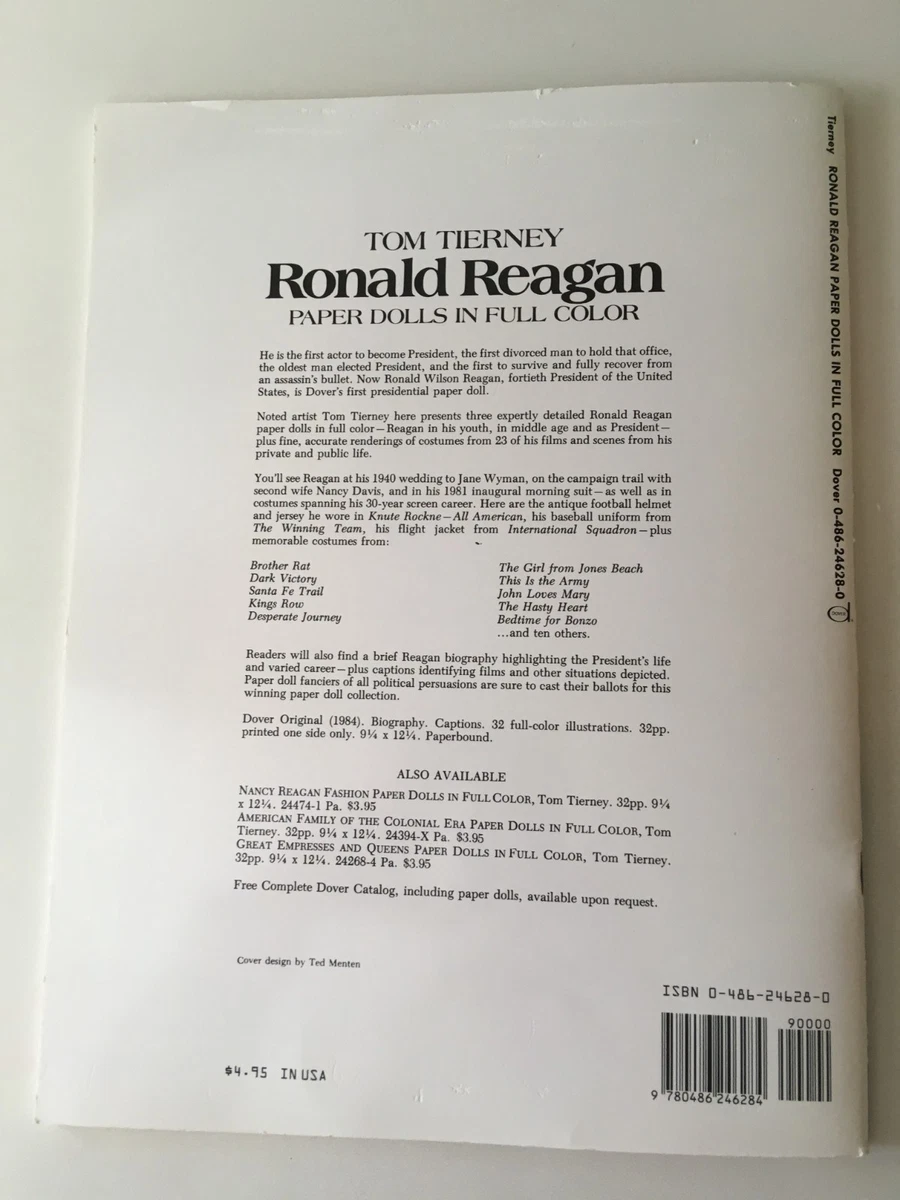 TOM TIERNEY
Ronald Reagan
PAPER DOLLS IN FULL COLOR
He is the first actor to become President, the first divorced man to hold that office,
the oldest man elected President, and the first to survive and fully recover from
an assassin's bullet. Now Ronald Wilson Reagan, fortieth President of the United
States, is Dover's first presidential paper doll.
Noted artist Tom Tierney here presents three expertly detailed Ronald Reagan
paper dolls in full color—Reagan in his youth, in middle age and as President—
plus fine, accurate renderings of costumes from 23 of his films and scenes from his
private and public life.
You'll see Reagan at his 1940 wedding to Jane Wyman, on the campaign trail with
second wife Nancy Davis, and in his 1981 inaugural morning suit—as well as in
costumes spanning his 30-year screen career. Here are the antique football helmet
and jersey he wore in Knute Rockne—All American, his baseball uniform from
The Winning Team, his flight jacket from International Squadron—plus
memorable costumes from:
Brother Rat
Dark Victory
Santa Fe Trail
Kings Row
Desperate Journey
The Girl from Jones Beach
This Is the Army
John Loves Mary
The Hasty Heart
Bedtime for Bonzo
...and ten others.
Readers will also find a brief Reagan biography highlighting the President's life
and varied career—plus captions identifying films and other situations depicted.
Paper doll fanciers of all political persuasions are sure to cast their ballots for this
winning paper doll collection.
Dover Original (1984). Biography. Captions. 32 full-color illustrations. 32pp.
printed one side only. 9¼ x 12¼. Paperbound.
ALSO AVAILABLE
NANCY REAGAN FASHION PAPER DOLLS IN FULL COLOR, Tom Tierney. 32pp. 9¼
x 12¼. 24474-1 Pa. $3.95
AMERICAN FAMILY OF THE COLONIAL ERA PAPER DOLLS IN FULL COLOR, Tom
Tierney. 32pp. 9¼ x 12¼. 24394-X Pa. $3.95
GREAT EMPRESSES AND QUEENS PAPER DOLLS IN FULL COLOR, Tom Tierney.
32pp. 9¼ x 12¼. 24268-4 Pa. $3.95
Free Complete Dover Catalog, including paper dolls, available upon request.
Cover design by Ted Menten
$4.95 IN USA
ISBN 0-486-24628-0
90000
9 780486 246284
Tierney RONALD REAGAN PAPER DOLLS IN FULL COLOR Dover 0-486-24628-0